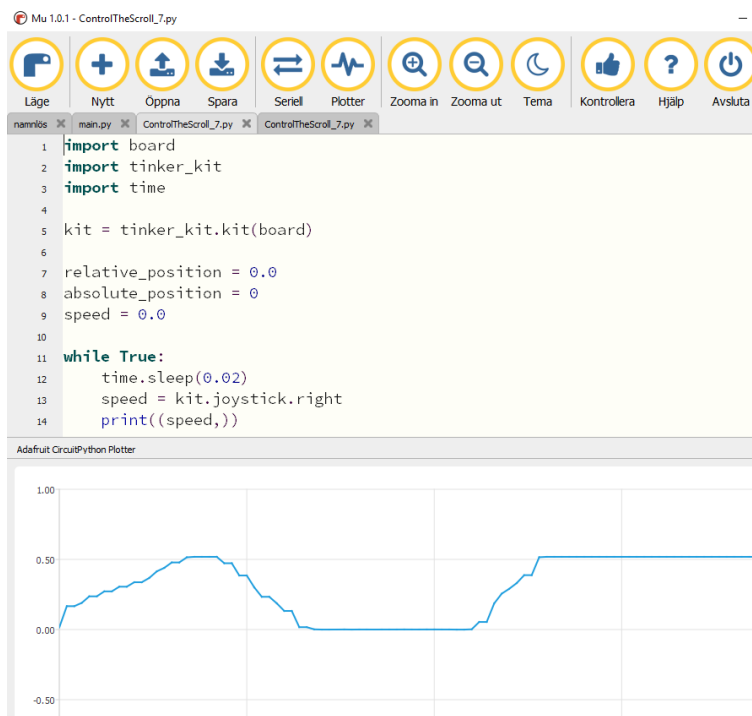 Mu 1.0.1 - ControlTheScroll_7.py
Läge Nytt Öppna Spara Seriell Plotter Zooma in Zooma ut Tema Kontrollera Hjälp Avsluta
namnlös main.py ControlTheScroll_7.py ControlTheScroll_7.py
1 import board
2 import tinker_kit
3 import time
4
5 kit = tinker_kit.kit(board)
6
7 relative_position = 0.0
8 absolute_position = 0
9 speed = 0.0
10
11 while True:
12 time.sleep(0.02)
13 speed = kit.joystick.right
14 print((speed,))
Adafruit CircuitPython Plotter
1.00
0.50
0.00
-0.50